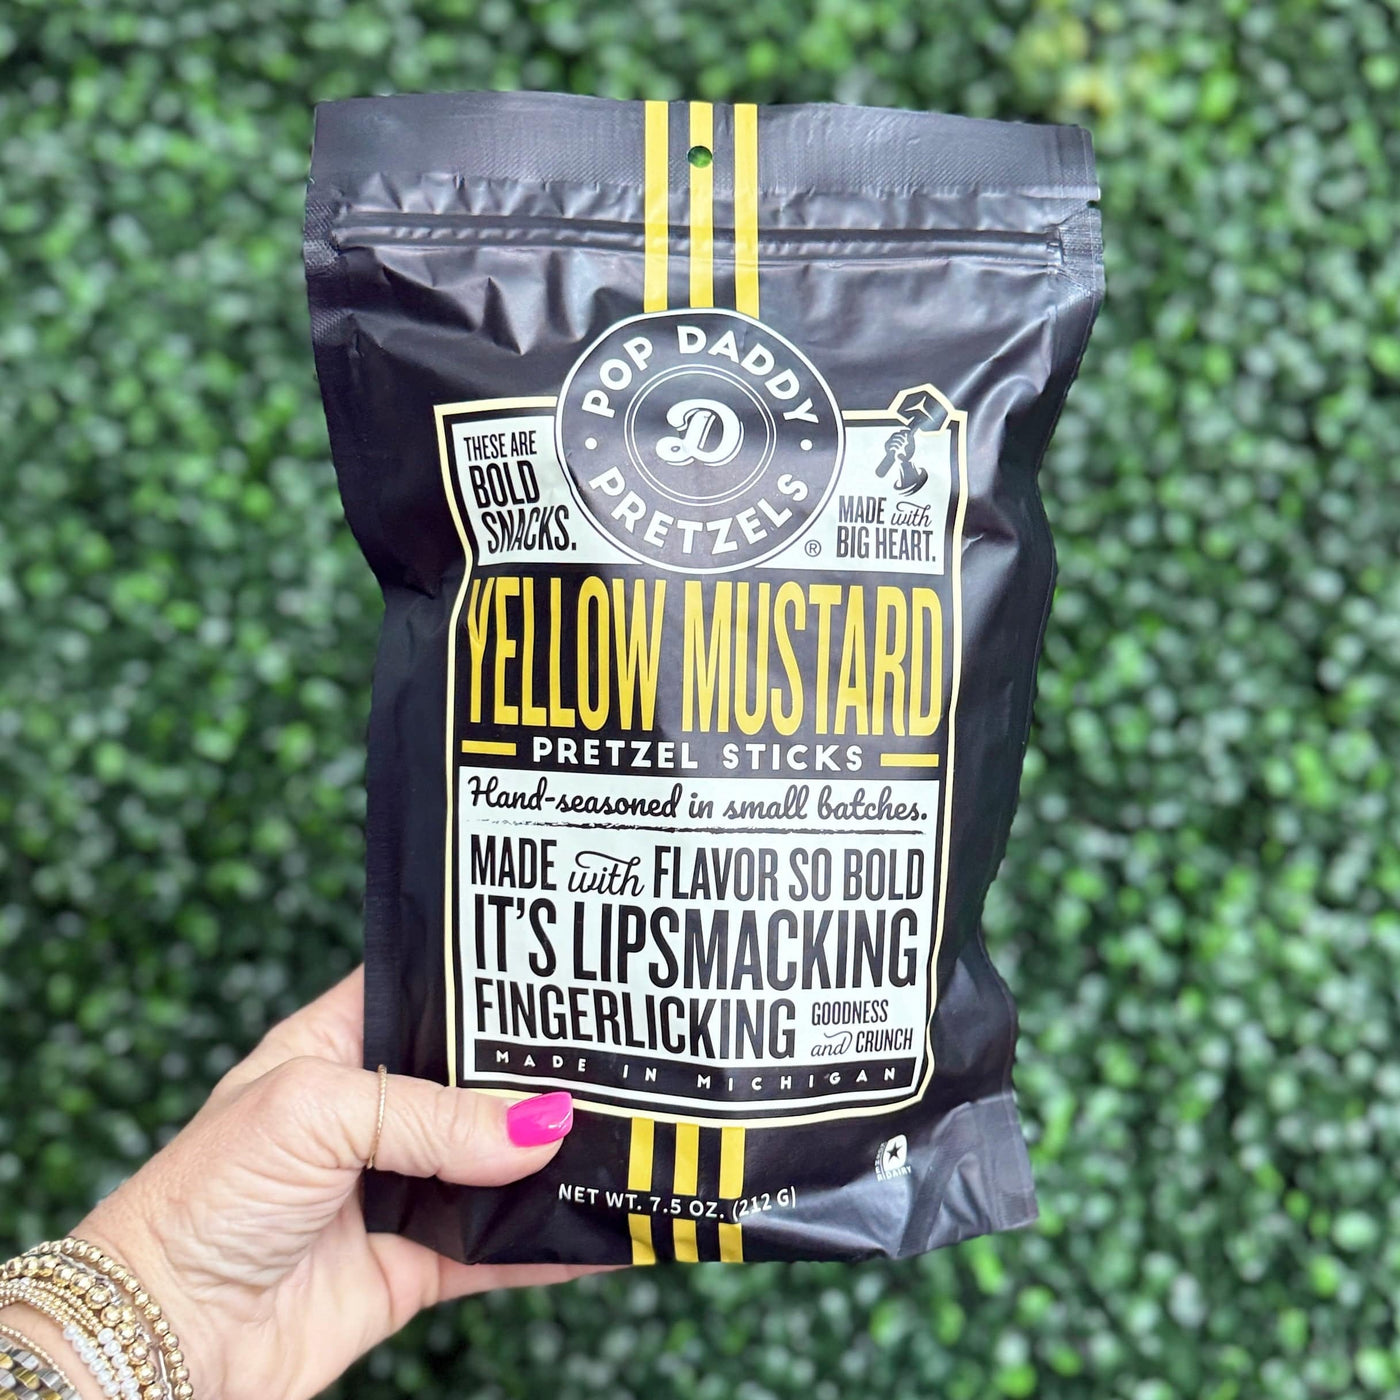 POP DADDY
D
PRETZELS
®
THESE ARE
BOLD
SNACKS.
MADE with
BIG HEART.
YELLOW MUSTARD
PRETZEL STICKS
Hand-seasoned in small batches.
MADE with FLAVOR SO BOLD
IT'S LIPSMACKING
FINGERLICKING GOODNESS
and CRUNCH
MADE IN MICHIGAN
DAIRY
NET WT. 7.5 OZ. (212 G)